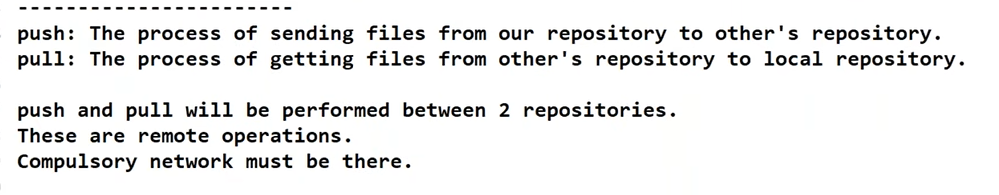 -----------------------
push: The process of sending files from our repository to other's repository.
pull: The process of getting files from other's repository to local repository.
push and pull will be performed between 2 repositories.
These are remote operations.
Compulsory network must be there.